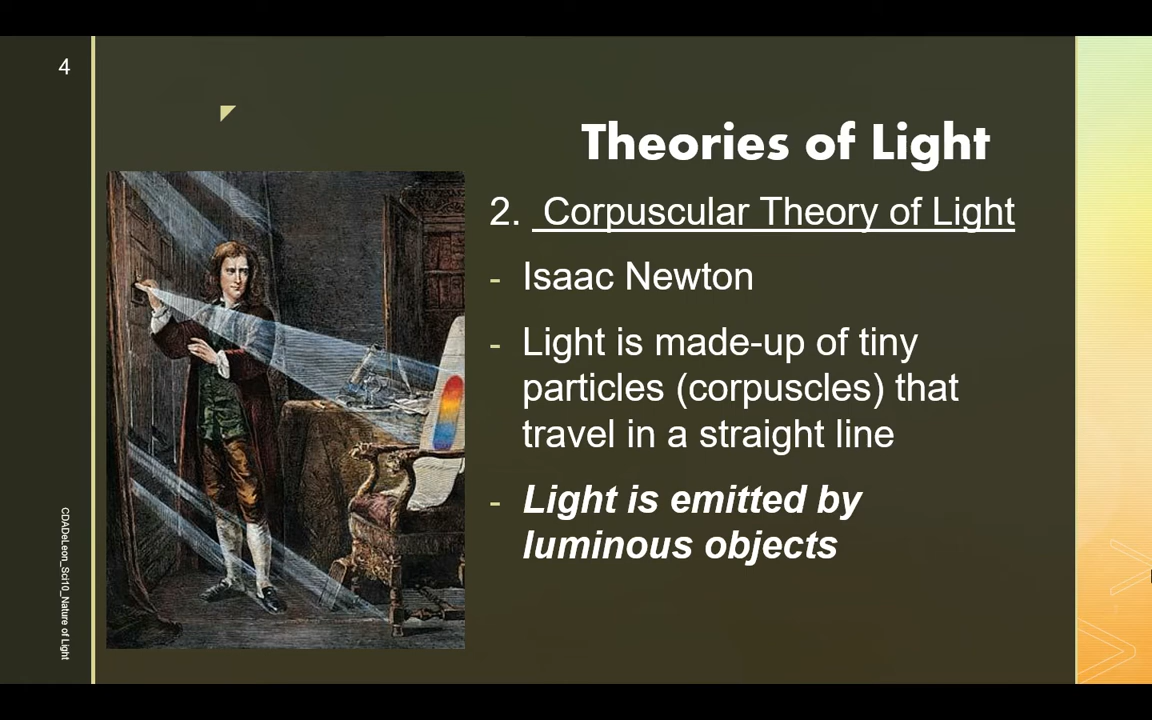 4
Theories of Light
2. Corpuscular Theory of Light
- Isaac Newton
- Light is made-up of tiny
particles (corpuscles) that
travel in a straight line
- Light is emitted by
luminous objects
CDADeLeon_Sci10_Nature of Light